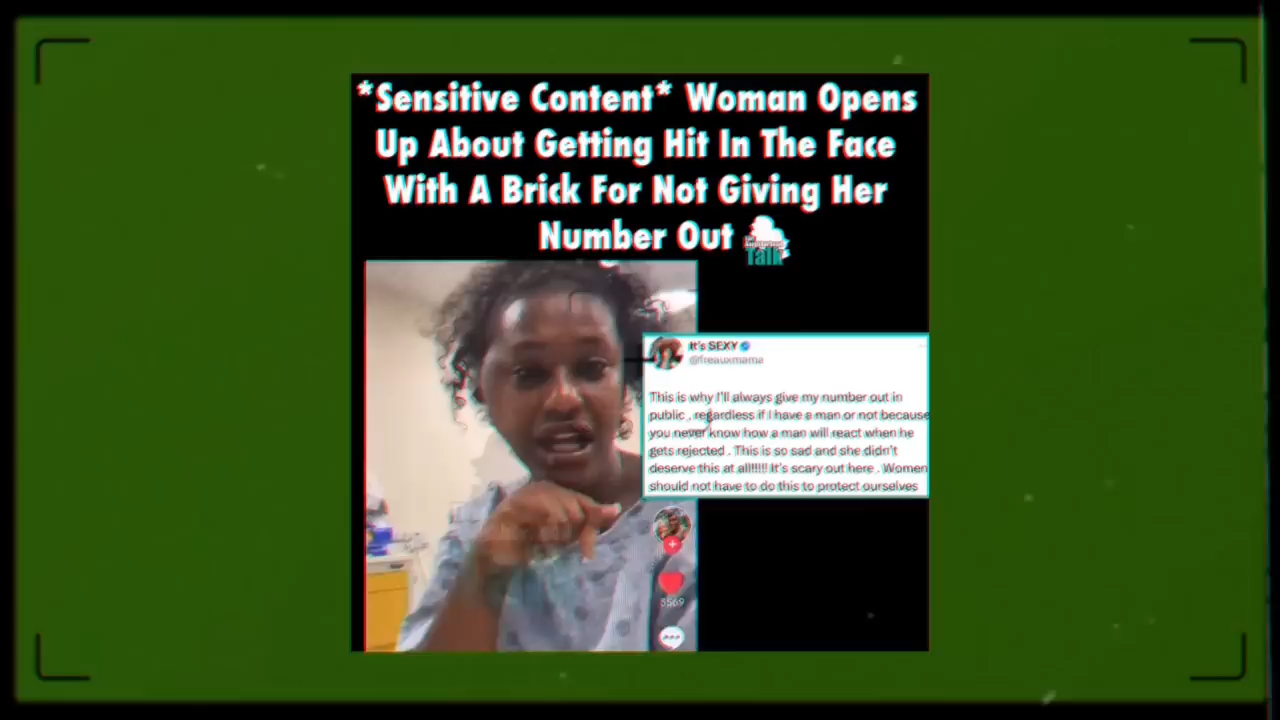 *Sensitive Content* Woman Opens
Up About Getting Hit In The Face
With A Brick For Not Giving Her
Number Out
Talk
It's SEXY
@freauxmama
This is why I'll always give my number out in
public , regardless if I have a man or not because
you never know how a man will react when he
gets rejected . This is so sad and she didn't
deserve this at all!!!!! It's scary out here . Women
should not have to do this to protect ourselves
5569